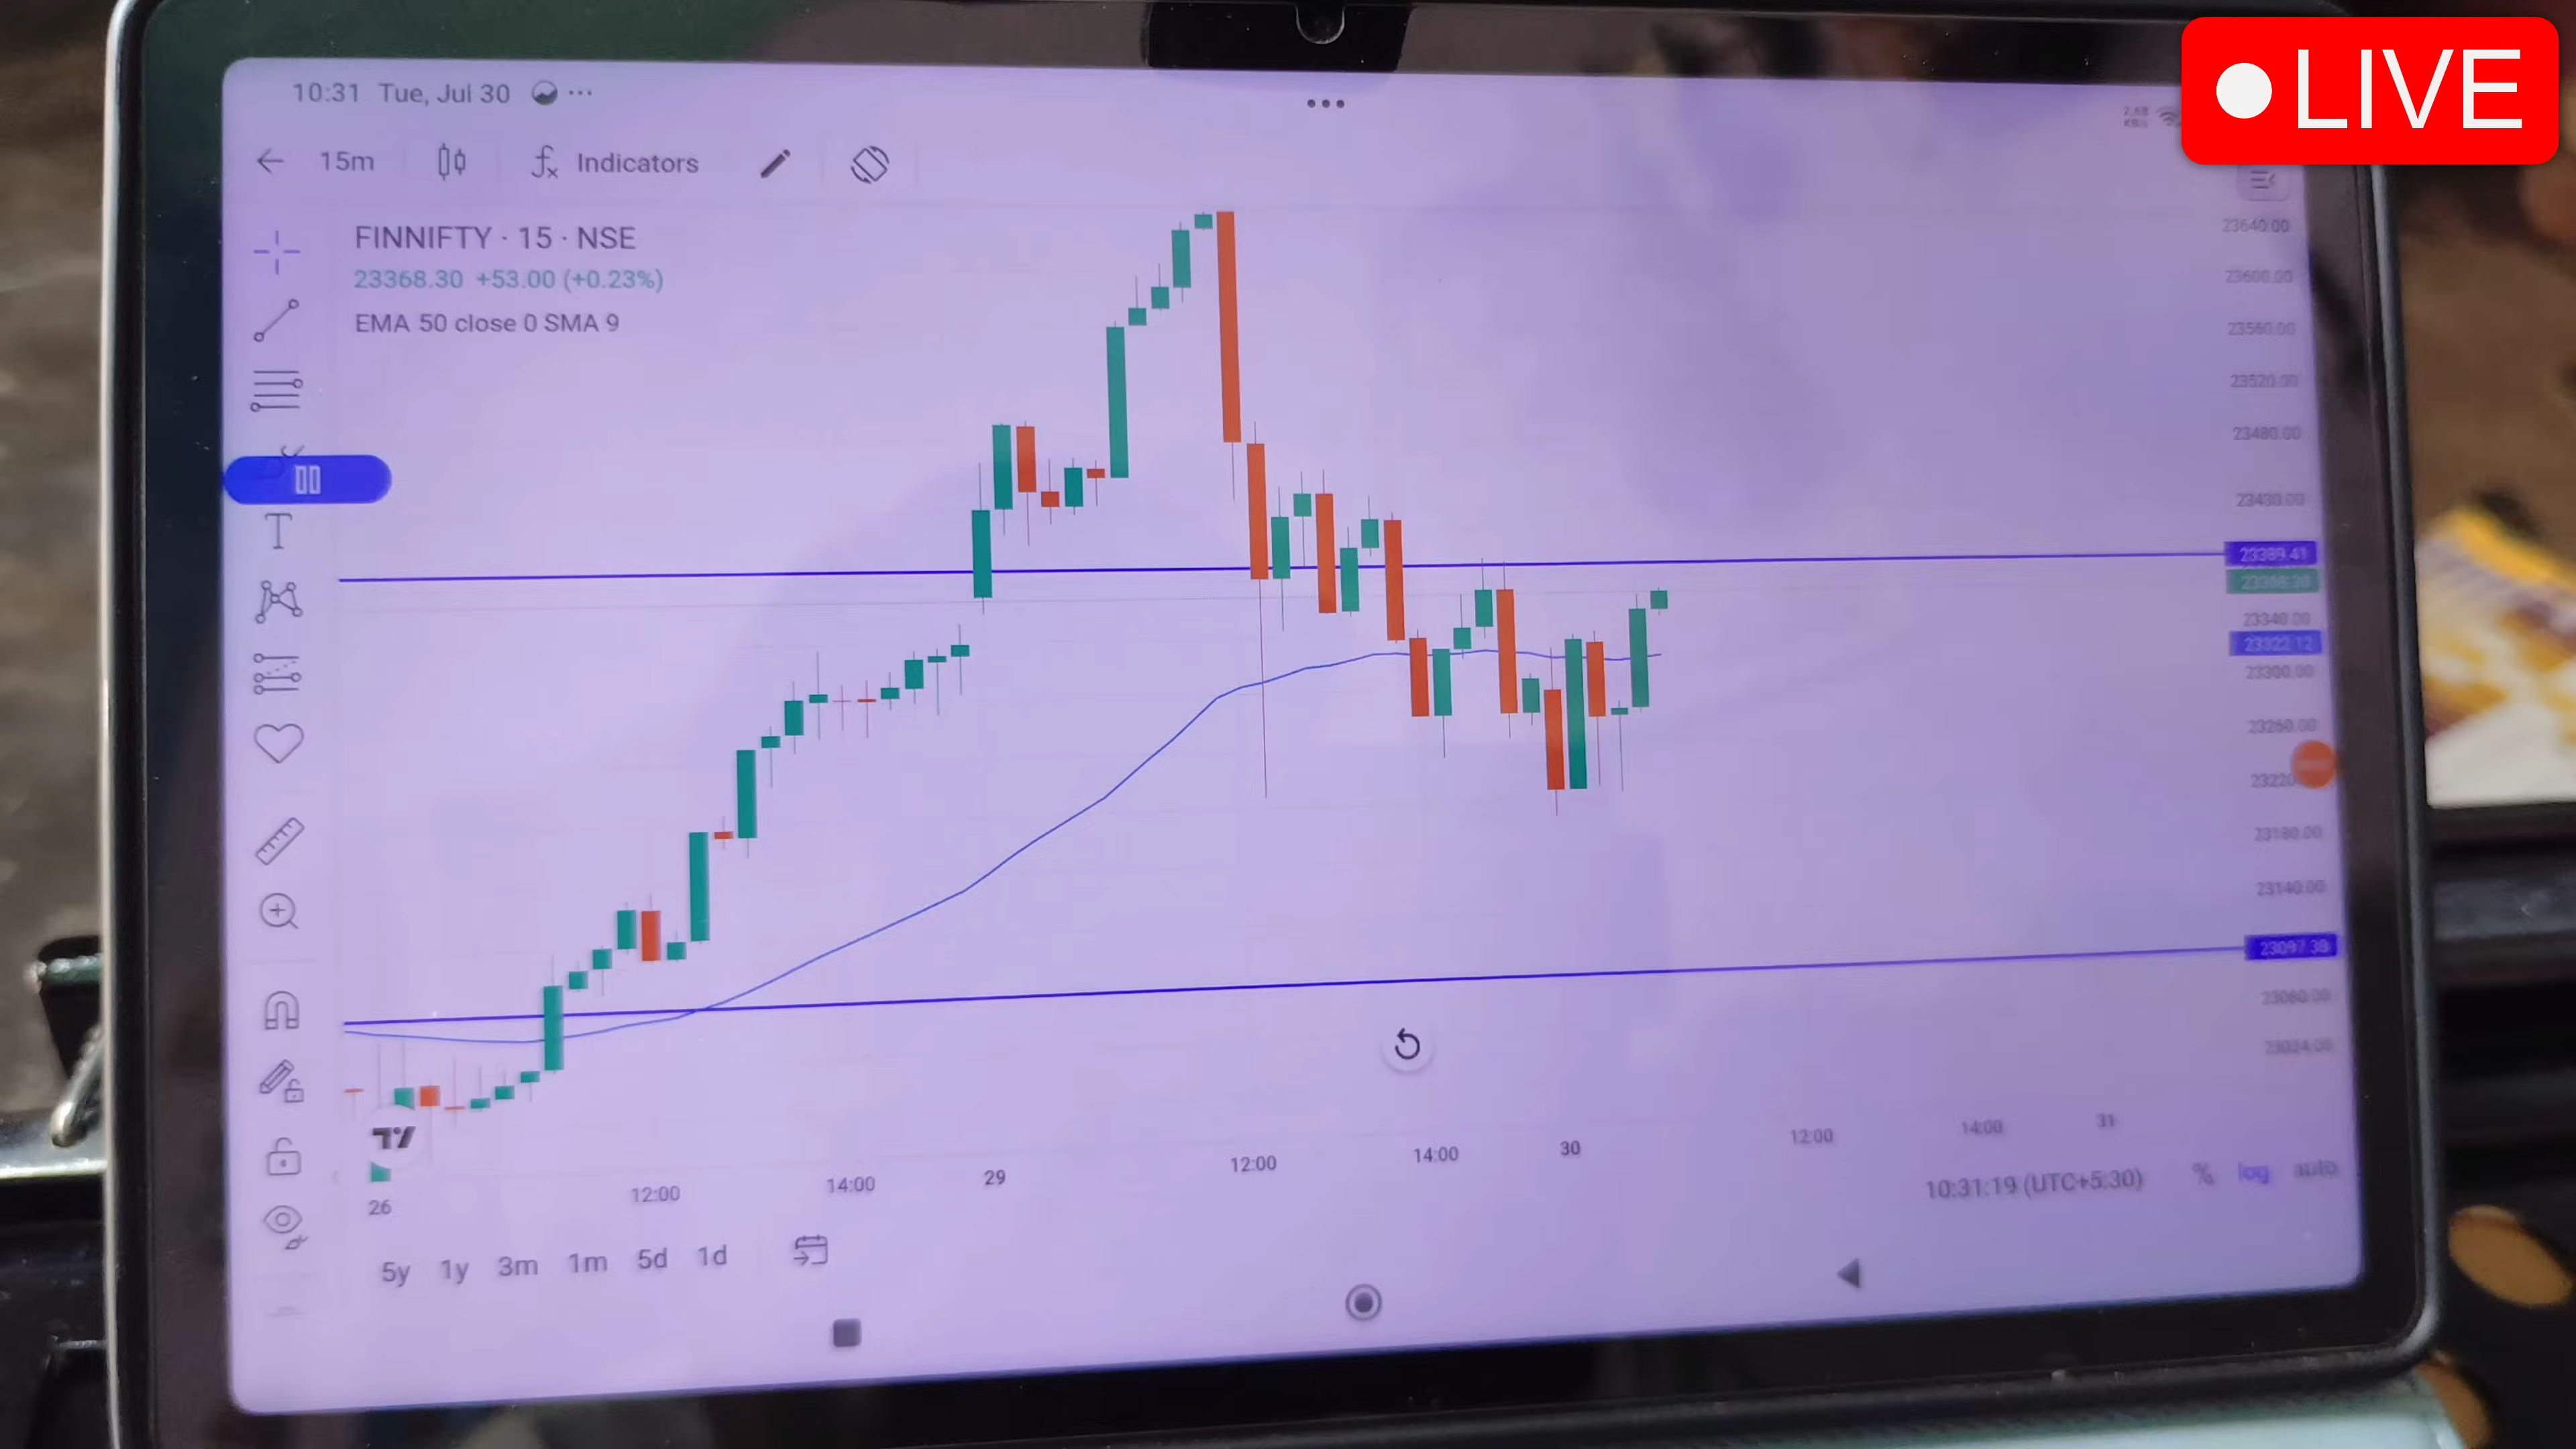 LIVE
10:31 Tue, Jul 30
15m Indicators
FINNIFTY · 15 · NSE
23368.30 +53.00 (+0.23%)
EMA 50 close 0 SMA 9
T
23640.00
23600.00
23560.00
23520.00
23480.00
23430.00
23389.41
23368.30
23340.00
23322.12
23300.00
23260.00
23220
23180.00
23140.00
23097.38
23060.00
23024.00
26 12:00 14:00 29 12:00 14:00 30 12:00 14:00 31
10:31:19 (UTC+5:30) % log auto
5y 1y 3m 1m 5d 1d